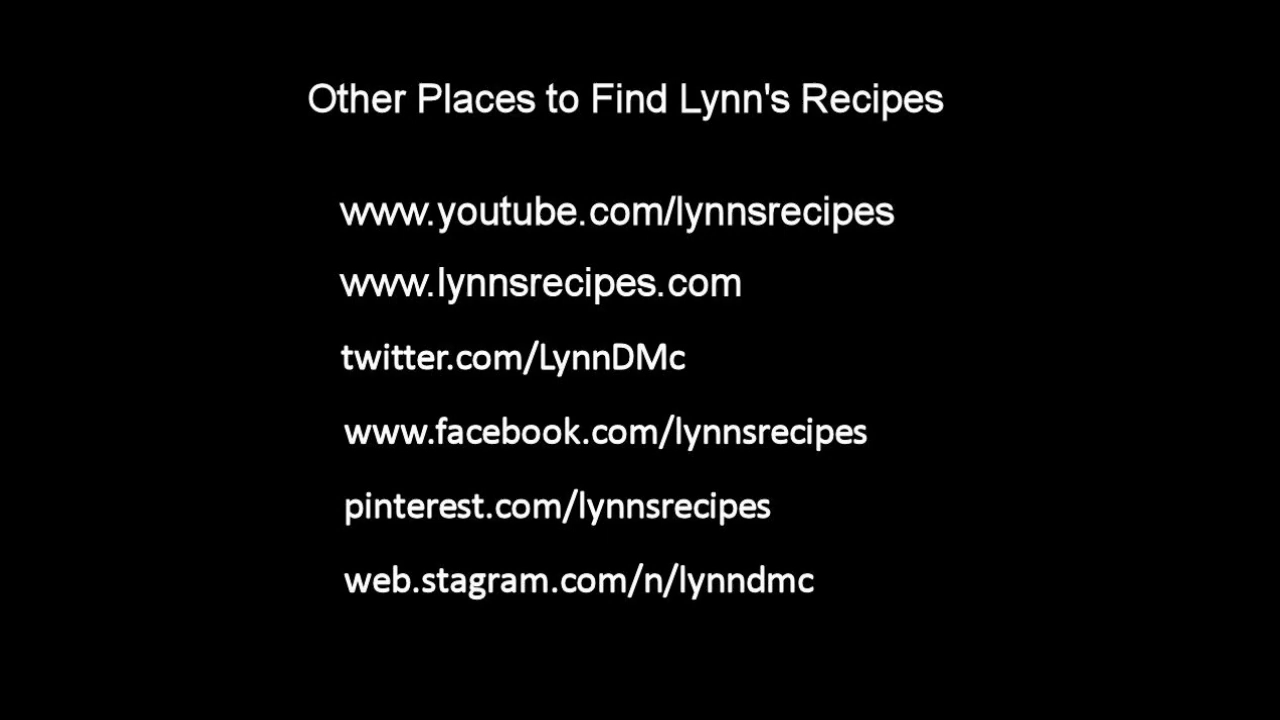 Other Places to Find Lynn's Recipes
www.youtube.com/lynnsrecipes
www.lynnsrecipes.com
twitter.com/LynnDMc
www.facebook.com/lynnsrecipes
pinterest.com/lynnsrecipes
web.stagram.com/n/lynndmc